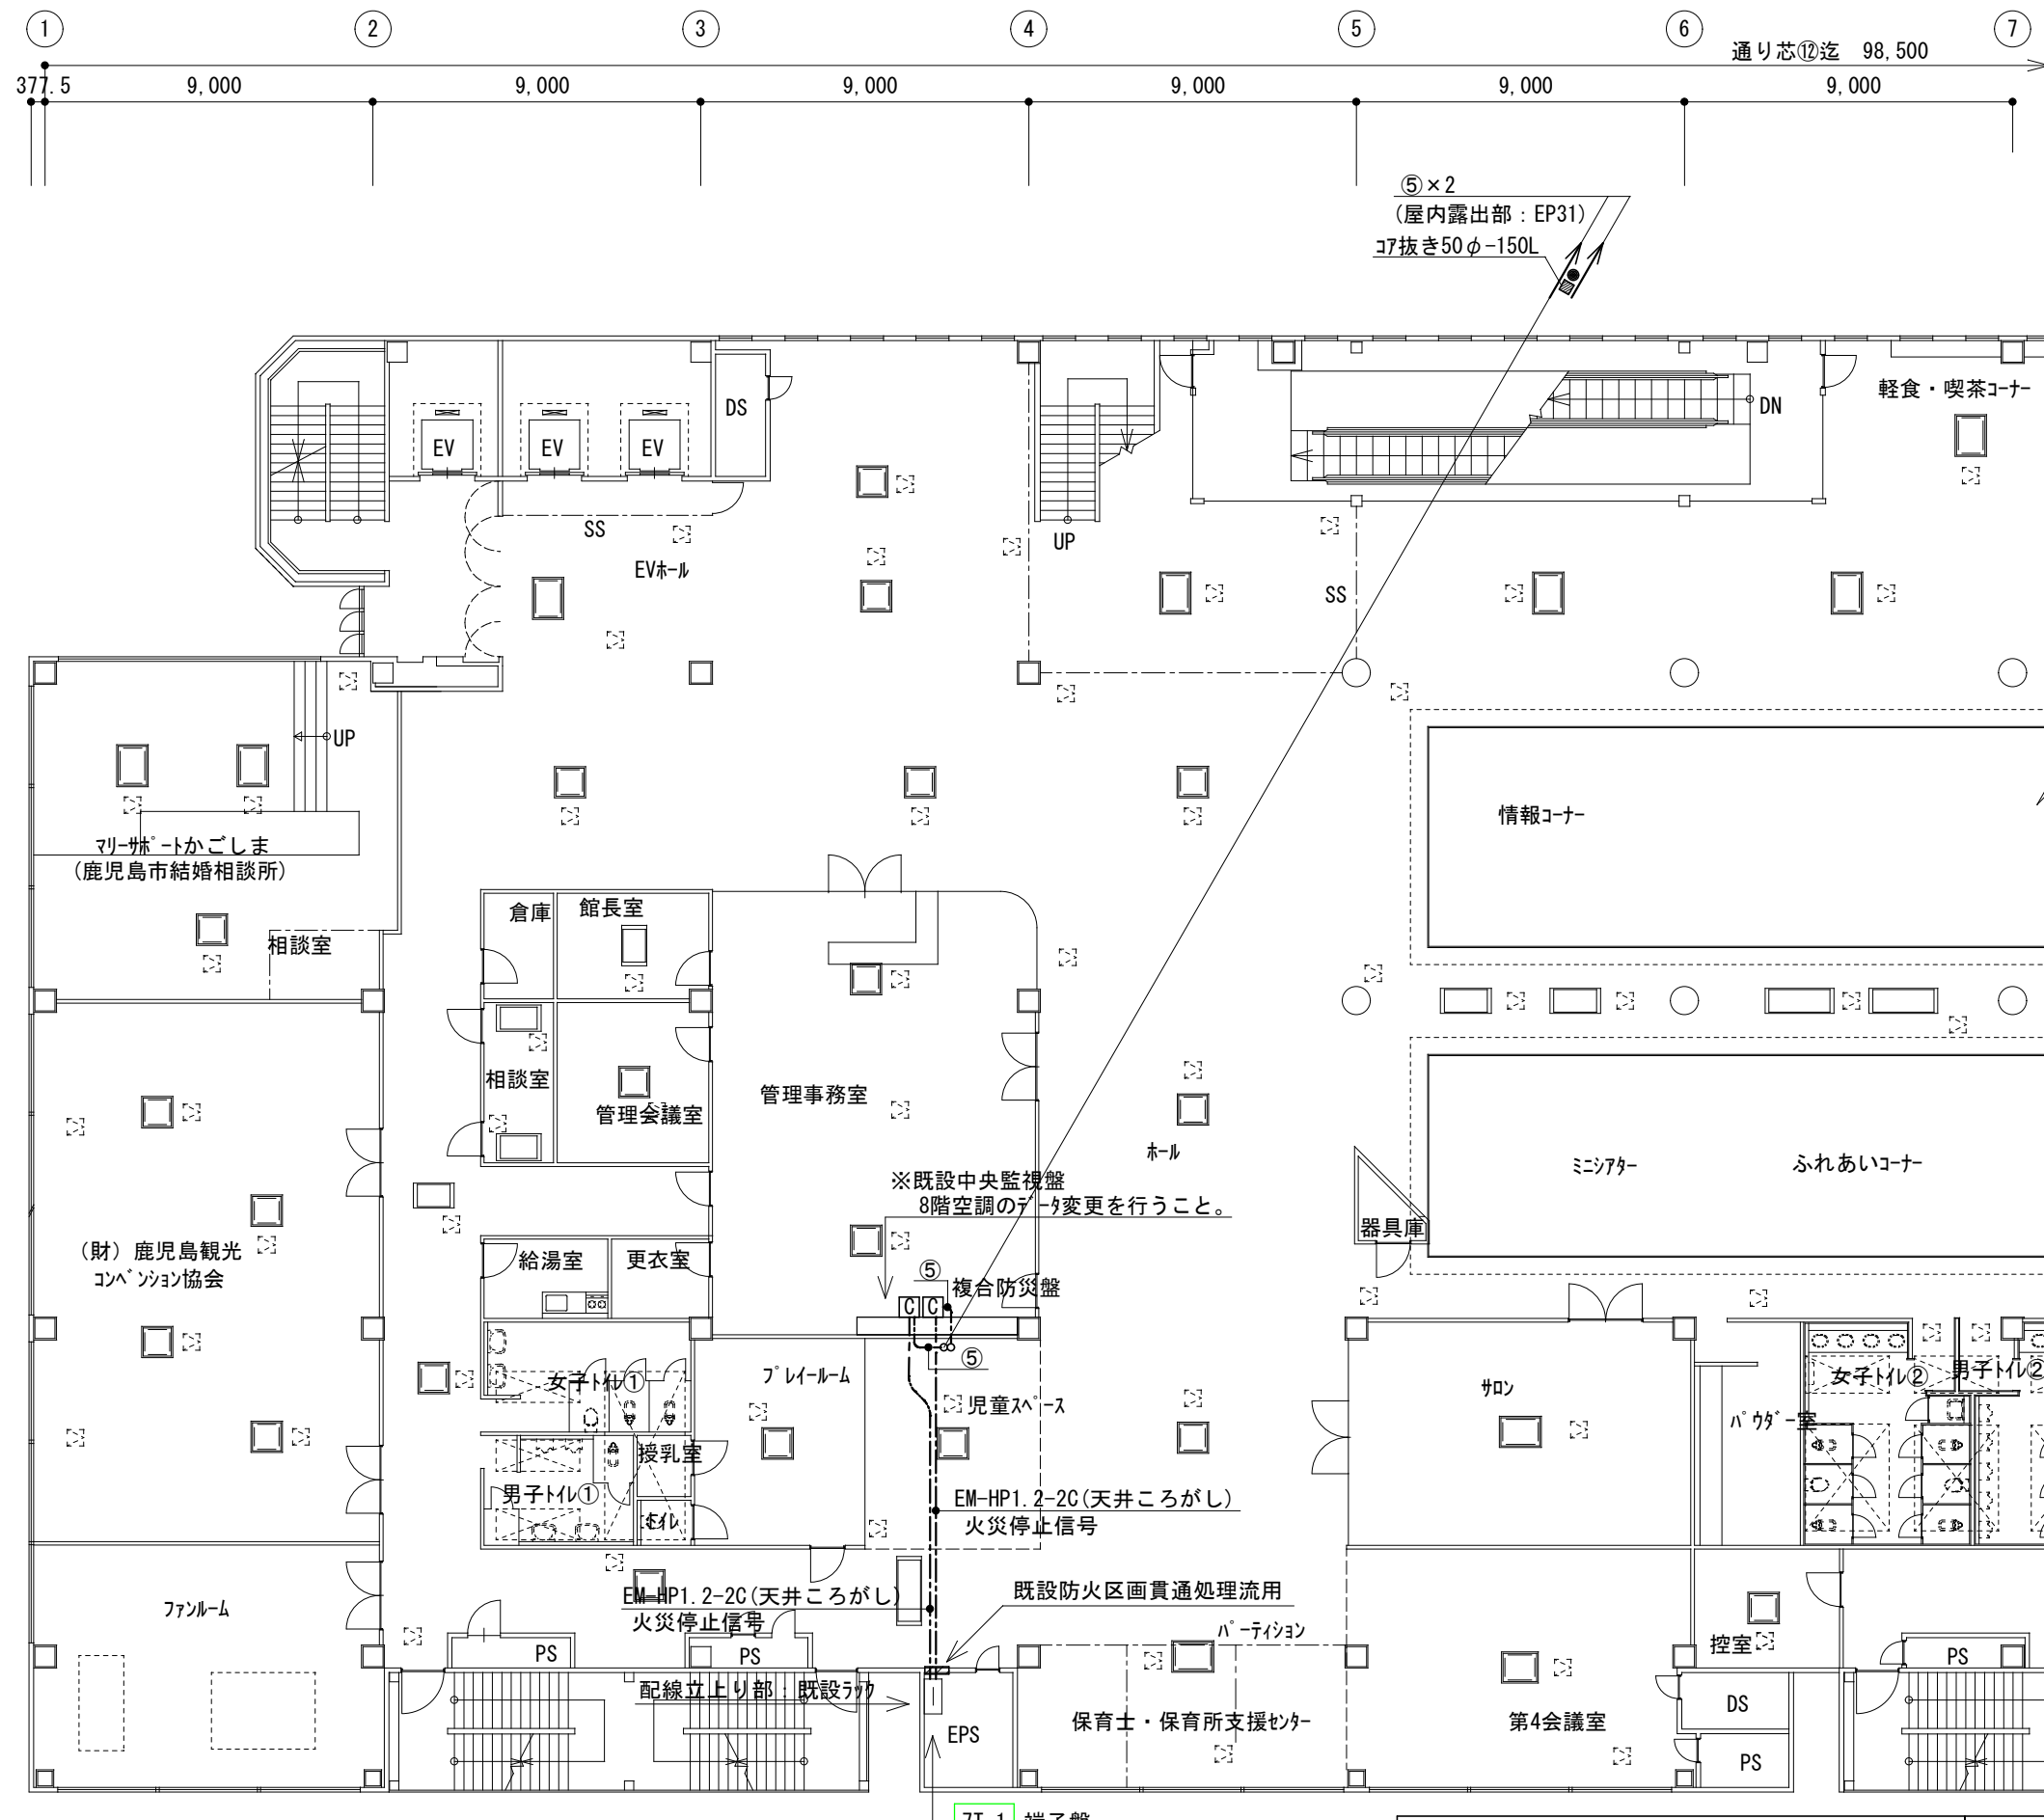 1
2
3
4
5
6
7
通り芯⑫迄 98,500
377.5
9,000
9,000
9,000
9,000
9,000
9,000
⑤×2
(屋内露出部：EP31)
コア抜き50φ-150L
DS
EV
EV
EV
DN
軽食・喫茶コーナー
SS
EVホール
UP
SS
UP
情報コーナー
マリーサポートかごしま
(鹿児島市結婚相談所)
倉庫
館長室
相談室
相談室
管理会議室
管理事務室
ホール
ミニシアター
ふれあいコーナー
※既設中央監視盤
8階空調のデータ変更を行うこと。
器具庫
(財)鹿児島観光
コンベンション協会
給湯室
更衣室
⑤
複合防災盤
C
C
⑤
女子トイレ①
プレイルーム
児童スペース
サロン
女子トイレ②
男子トイレ②
パウダー室
授乳室
男子トイレ①
EM-HP1.2-2C(天井ころがし)
火災停止信号
EM-HP1.2-2C(天井ころがし)
火災停止信号
既設防火区画貫通処理流用
ファンルーム
パーティション
控室
PS
PS
PS
配線立上り部：既設ラック
EPS
保育士・保育所支援センター
第4会議室
DS
PS
7T-1
端子盤